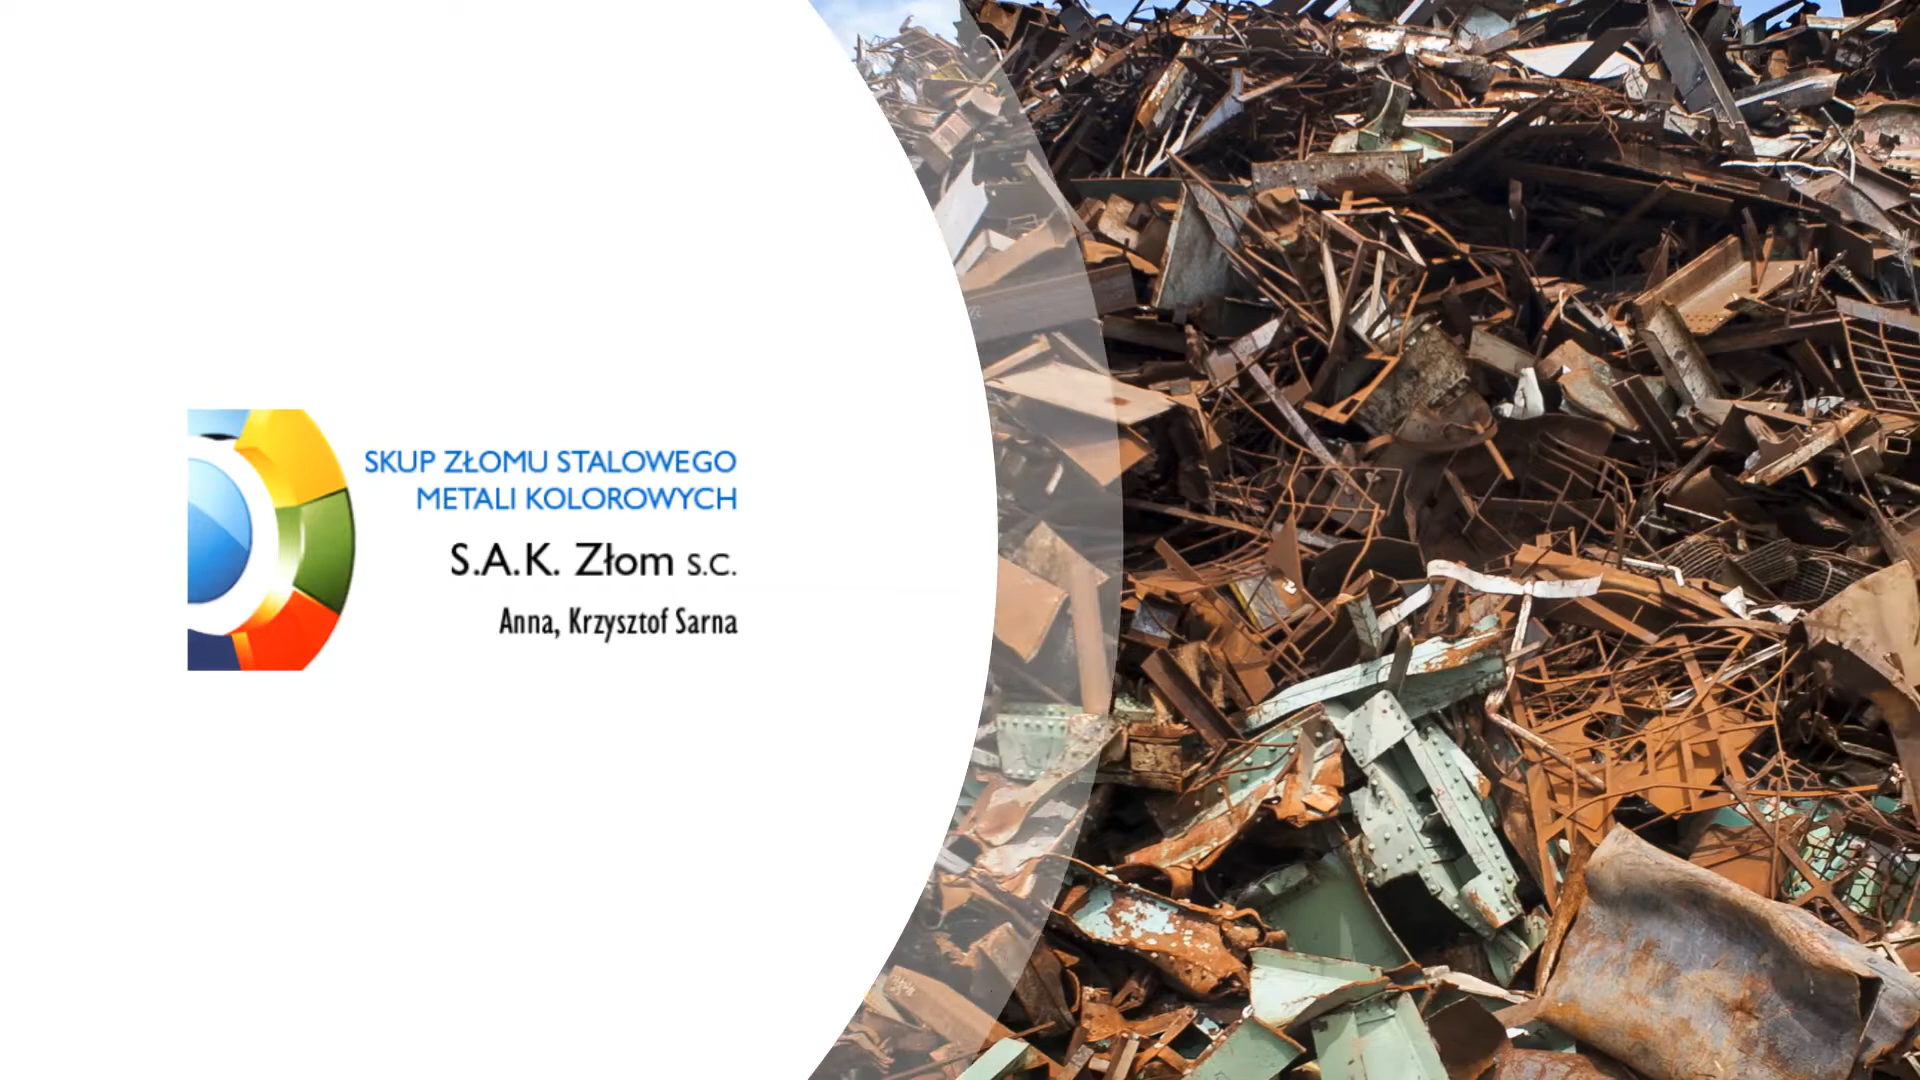 SKUP ZŁOMU STALOWEGO
METALI KOLOROWYCH
S.A.K. Złom s.c.
Anna, Krzysztof Sarna